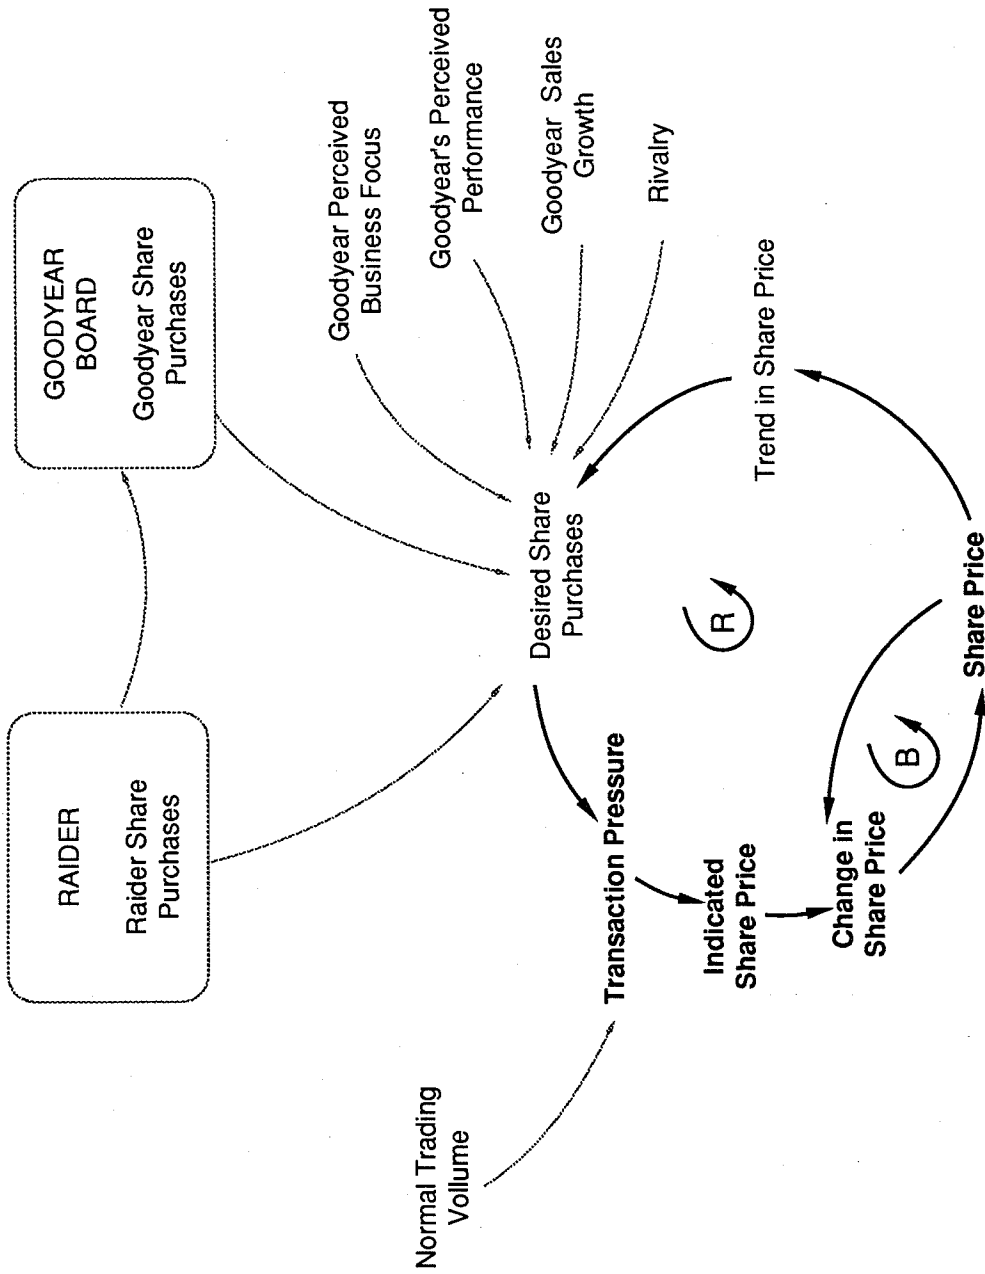 RAIDER
Raider Share
Purchases
GOODYEAR
BOARD
Goodyear Share
Purchases
Goodyear Perceived
Business Focus
Goodyear's Perceived
Performance
Goodyear Sales
Growth
Rivalry
Normal Trading
Vollume
Desired Share
Purchases
Transaction Pressure
R
Trend in Share Price
Indicated
Share Price
Change in
Share Price
B
Share Price